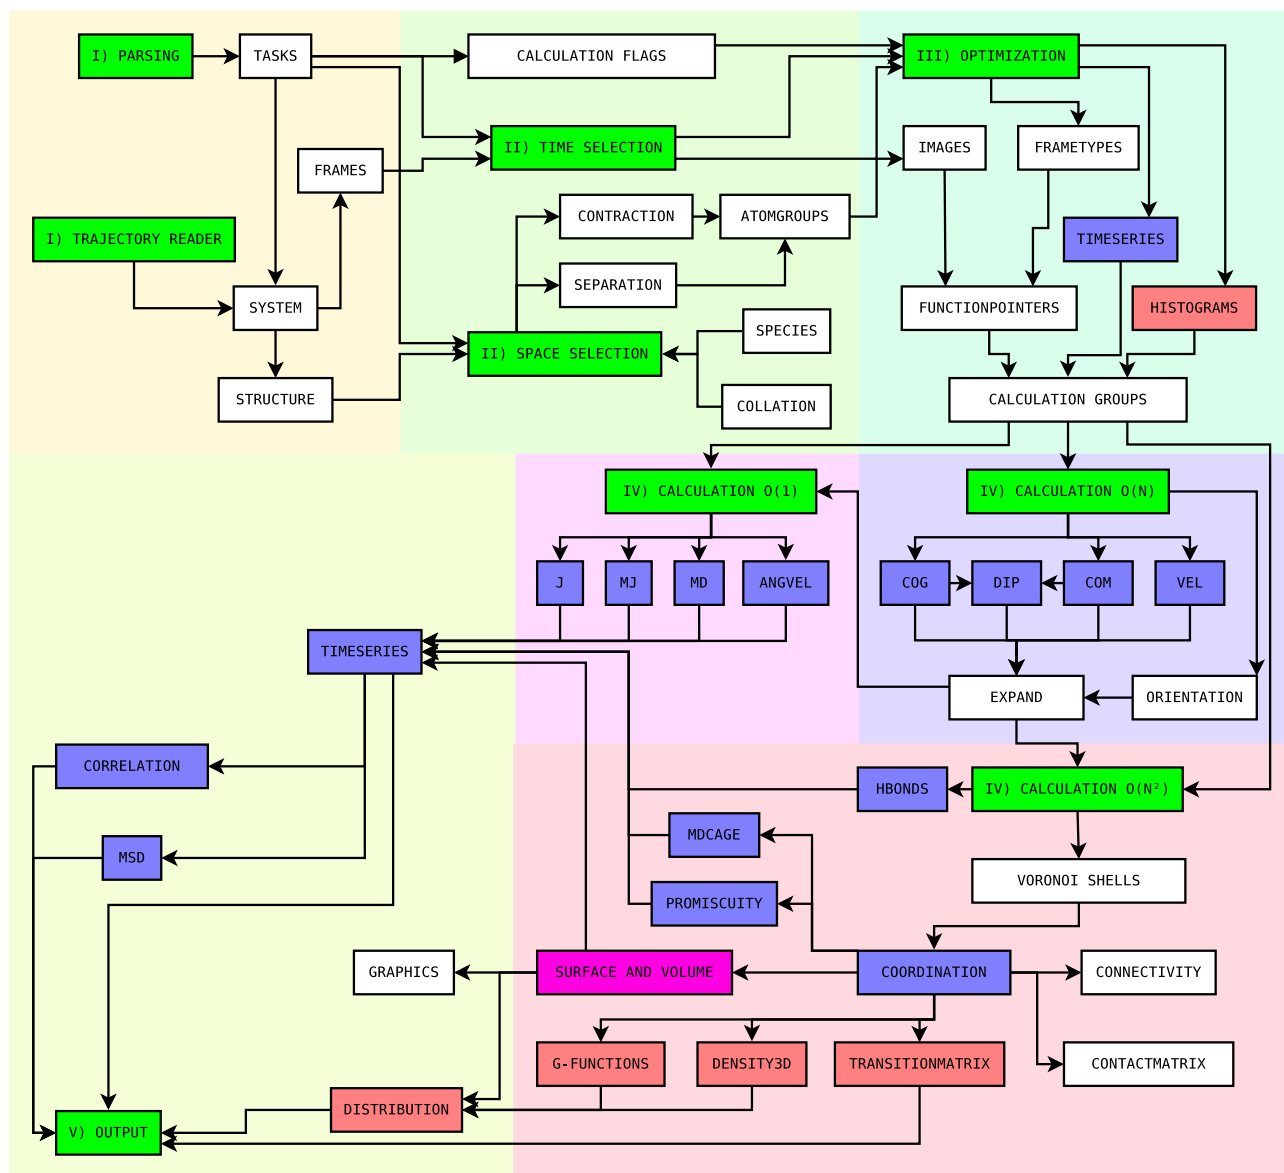 I) PARSING
TASKS
CALCULATION FLAGS
III) OPTIMIZATION
II) TIME SELECTION
IMAGES
FRAMETYPES
FRAMES
CONTRACTION
ATOMGROUPS
I) TRAJECTORY READER
TIMESERIES
SEPARATION
SYSTEM
FUNCTIONPOINTERS
HISTOGRAMS
SPECIES
II) SPACE SELECTION
STRUCTURE
COLLATION
CALCULATION GROUPS
IV) CALCULATION O(1)
IV) CALCULATION O(N)
J
MJ
MD
ANGVEL
COG
DIP
COM
VEL
TIMESERIES
EXPAND
ORIENTATION
CORRELATION
HBONDS
IV) CALCULATION O(N²)
MDCAGE
MSD
VORONOI SHELLS
PROMISCUITY
GRAPHICS
SURFACE AND VOLUME
COORDINATION
CONNECTIVITY
G-FUNCTIONS
DENSITY3D
TRANSITIONMATRIX
CONTACTMATRIX
DISTRIBUTION
V) OUTPUT